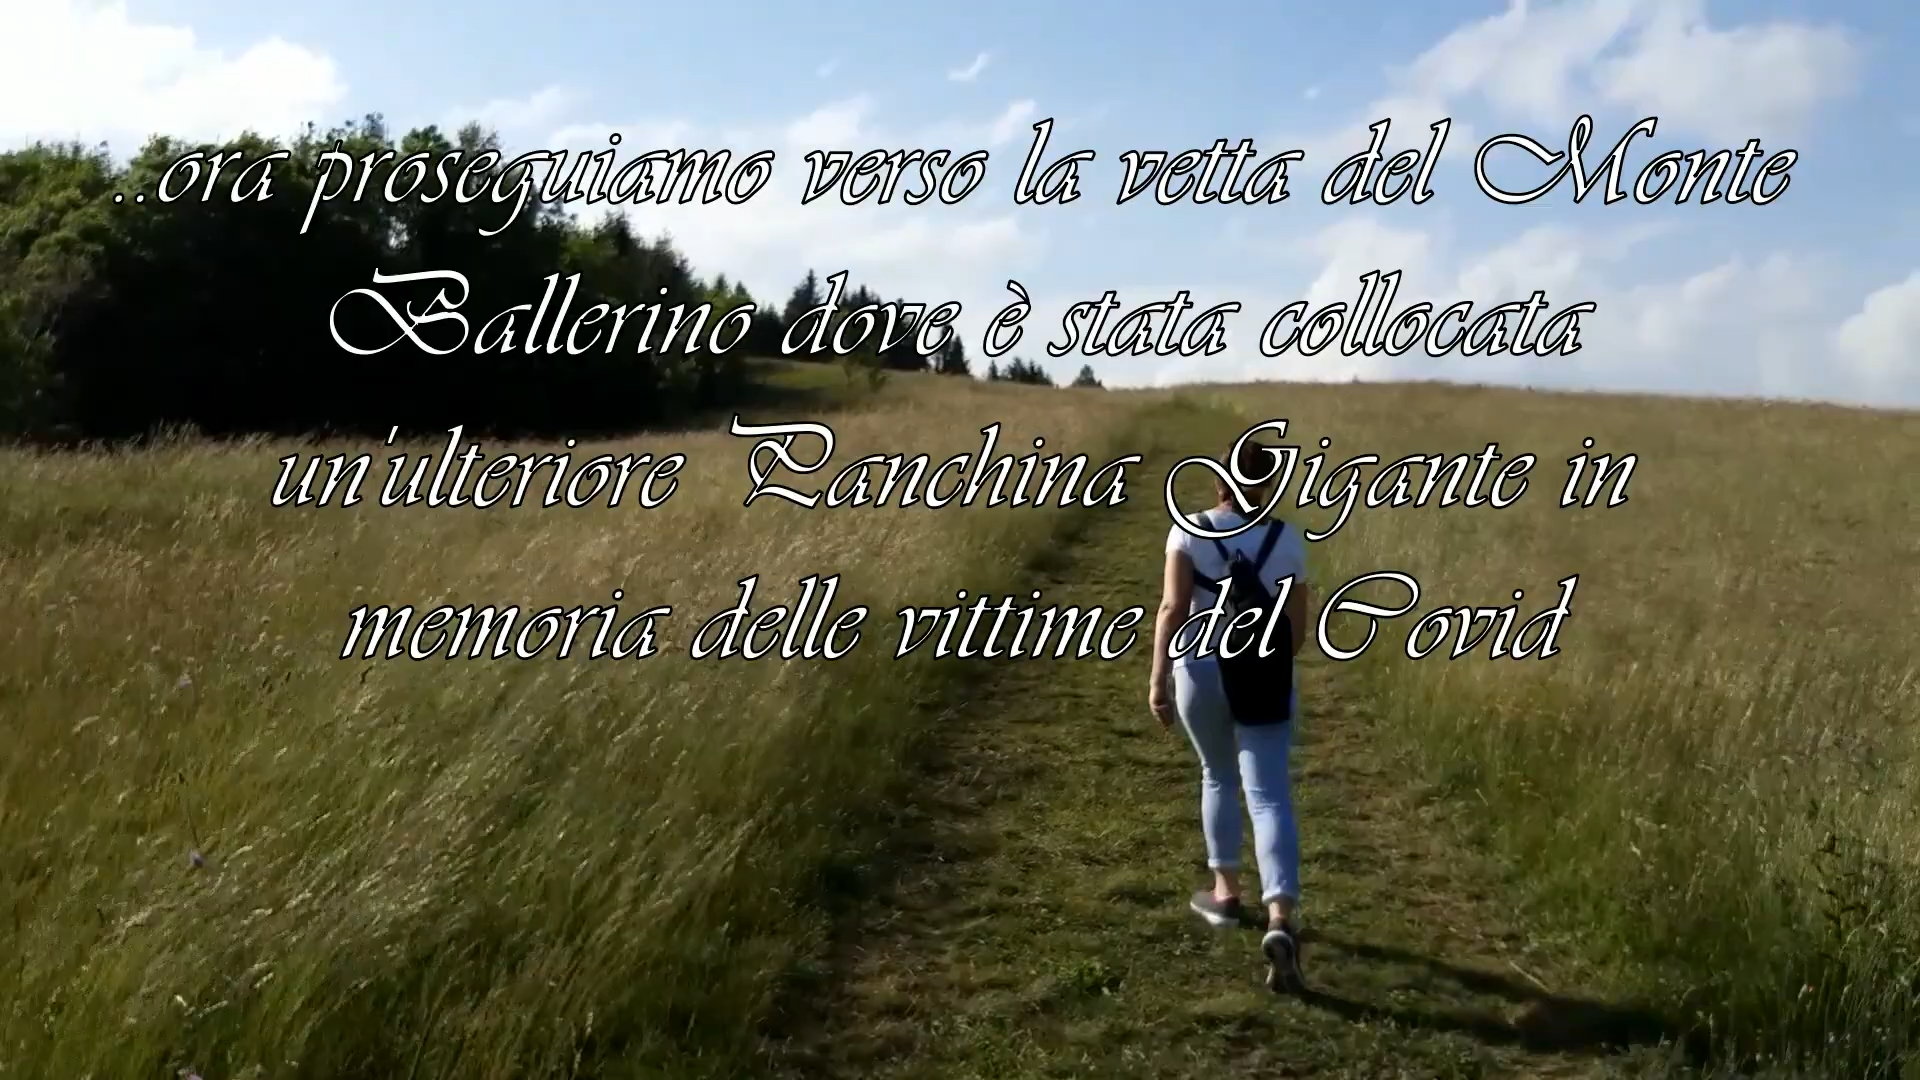 ..ora proseguiamo verso la vetta del Monte
Ballerino dove è stata collocata
un'ulteriore Panchina Gigante in
memoria delle vittime del Covid